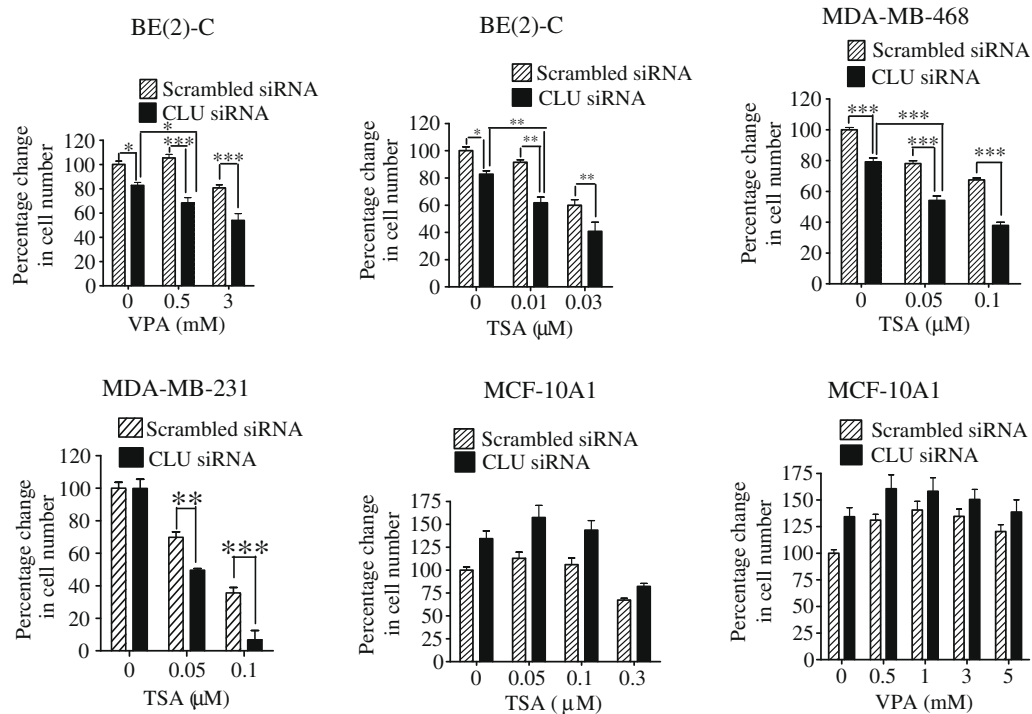 BE(2)-C
Scrambled siRNA
CLU siRNA
Percentage change
in cell number
120
100
80
60
40
20
0
* * *** ***
0 0.5 3
VPA (mM)
BE(2)-C
Scrambled siRNA
CLU siRNA
Percentage change
in cell number
120
100
80
60
40
20
0
* ** ** **
0 0.01 0.03
TSA (μM)
MDA-MB-468
Scrambled siRNA
CLU siRNA
Percentage change
in cell number
120
100
80
60
40
20
0
*** *** *** ***
0 0.05 0.1
TSA (μM)
MDA-MB-231
Scrambled siRNA
CLU siRNA
Percentage change
in cell number
120
100
80
60
40
20
0
** ***
0 0.05 0.1
TSA (μM)
MCF-10A1
Scrambled siRNA
CLU siRNA
Percentage change
in cell number
175
150
125
100
75
50
25
0
0 0.05 0.1 0.3
TSA ( μM)
MCF-10A1
Scrambled siRNA
CLU siRNA
Percentage change
in cell number
175
150
125
100
75
50
25
0
0 0.5 1 3 5
VPA (mM)